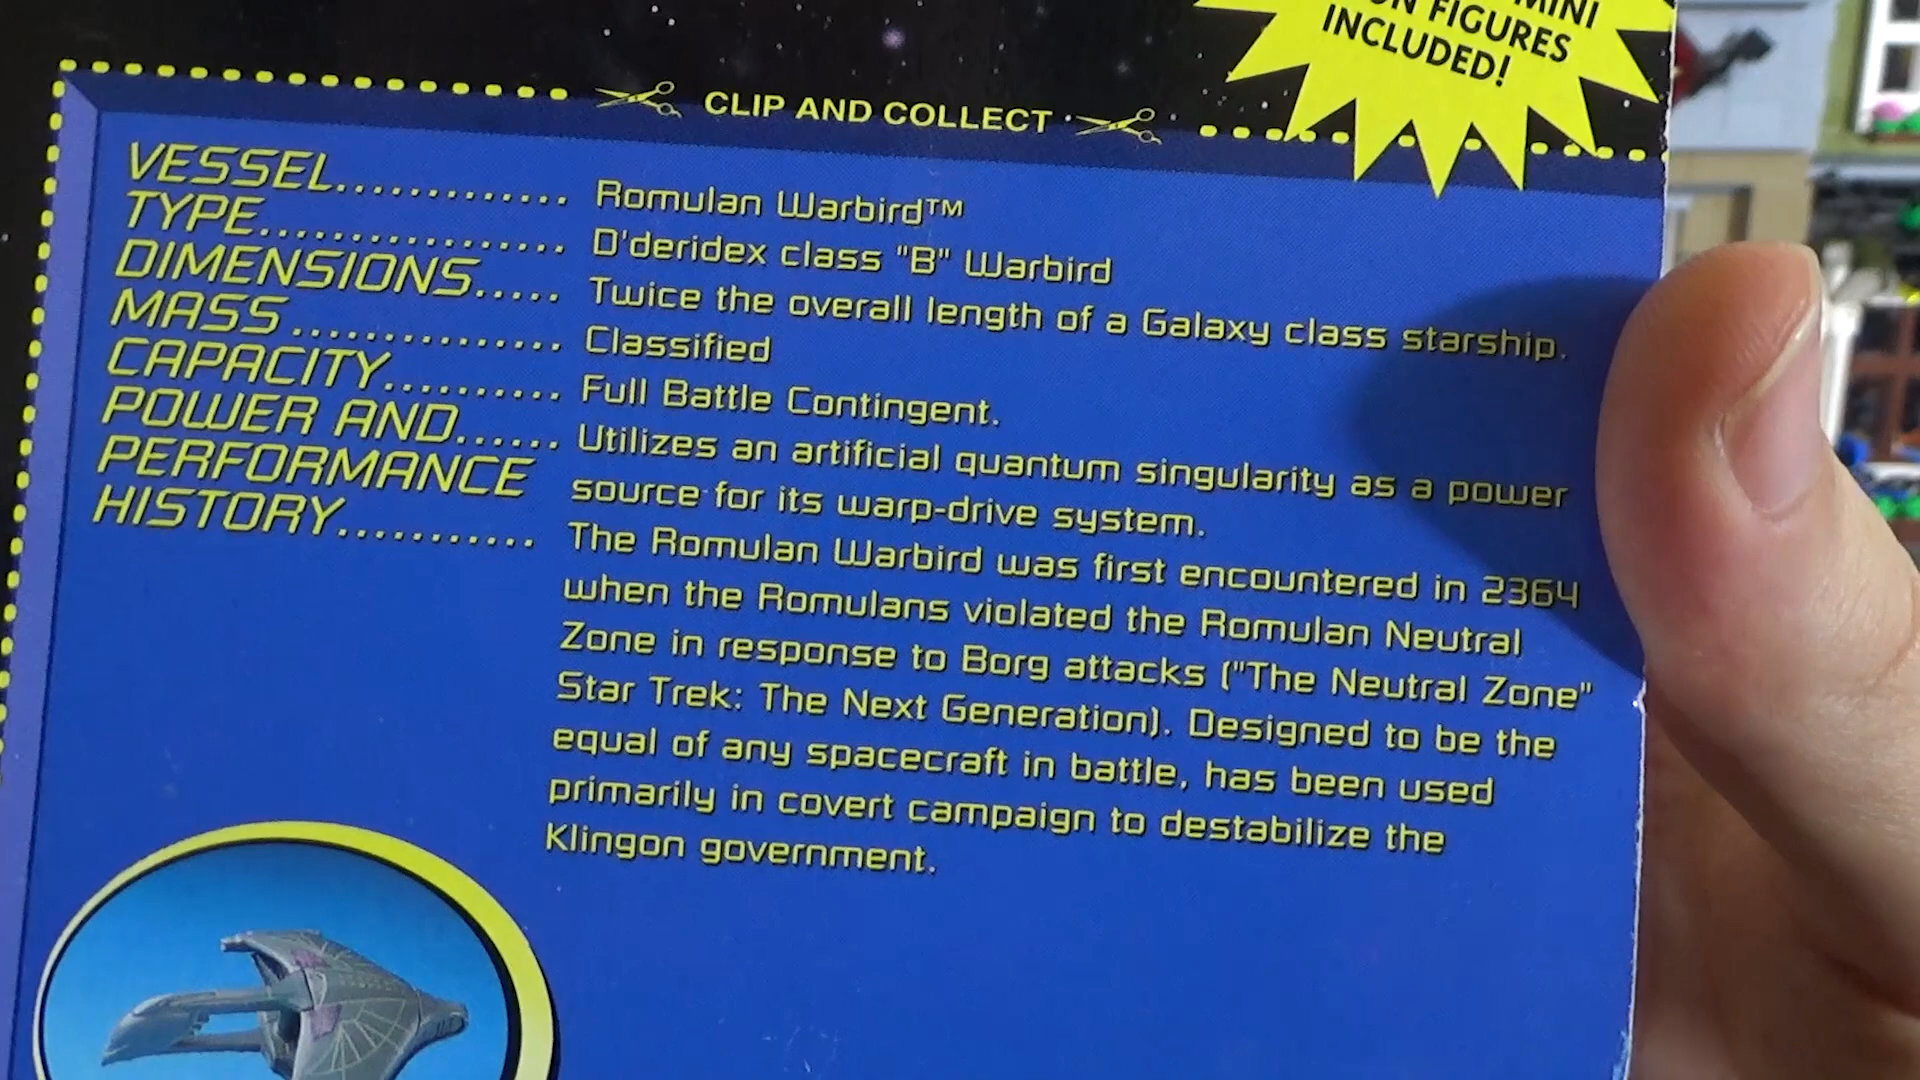 MINI
FIGURES
INCLUDED!
CLIP AND COLLECT
VESSEL............. Romulan Warbird™
TYPE.................. D'deridex class "B" Warbird
DIMENSIONS..... Twice the overall length of a Galaxy class starship.
MASS................ Classified
CAPACITY.......... Full Battle Contingent.
POWER AND...... Utilizes an artificial quantum singularity as a power
PERFORMANCE source for its warp-drive system.
HISTORY........... The Romulan Warbird was first encountered in 2364
when the Romulans violated the Romulan Neutral
Zone in response to Borg attacks ("The Neutral Zone"
Star Trek: The Next Generation). Designed to be the
equal of any spacecraft in battle, has been used
primarily in covert campaign to destabilize the
Klingon government.